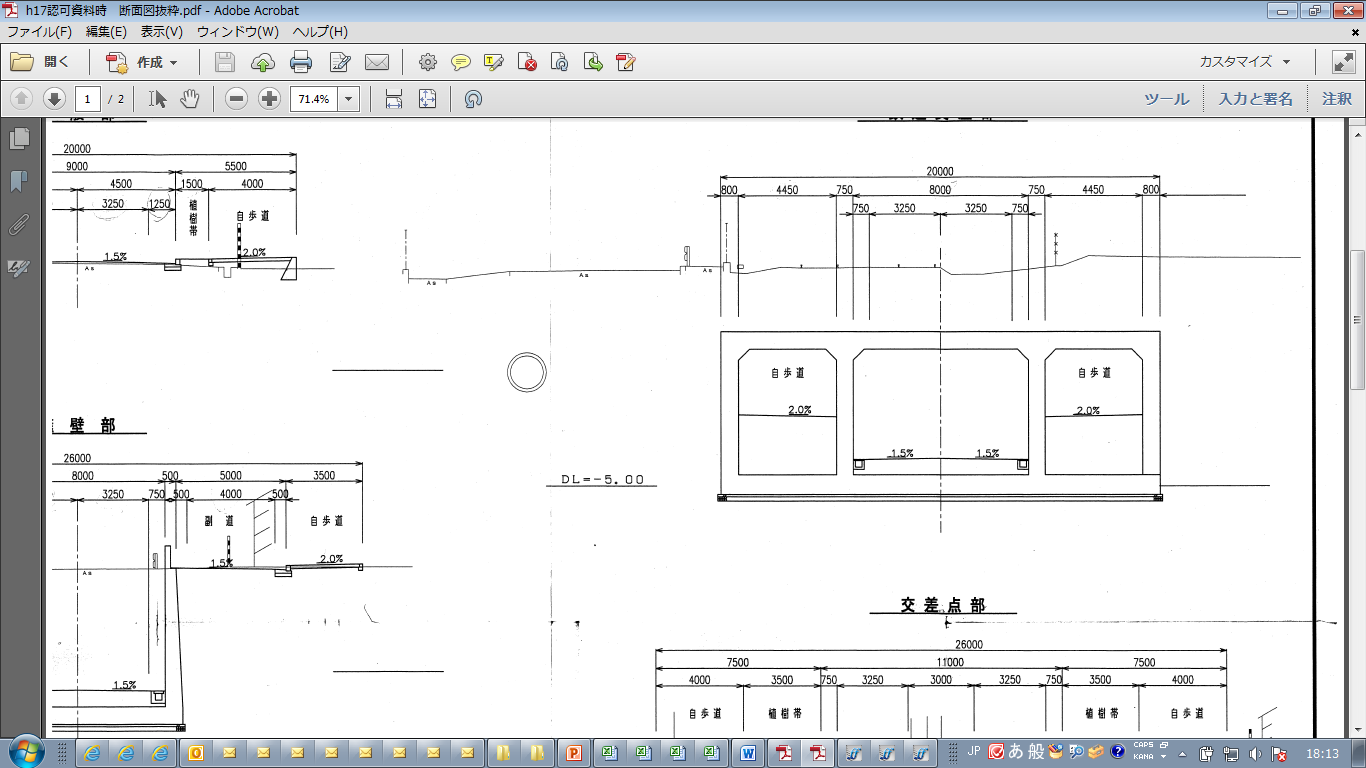 h17認可資料時　断面図抜粋.pdf - Adobe Acrobat
ファイル(F) 編集(E) 表示(V) ウィンドウ(W) ヘルプ(H)
開く 作成 カスタマイズ
1 / 2 71.4% ツール 入力と署名 注釈
20000
9000 5500
4500 1500 4000
3250 1250
植樹帯
自歩道
1.5% 2.0%
As
20000
800 4450 750 8000 750 4450 800
750 3250 3250 750
As As As
自歩道 自歩道
2.0% 2.0%
1.5% 1.5%
DL=-5.00
壁部
26000
8000 500 5000 3500
3250 750 500 4000 500
副道 自歩道
1.5% 2.0%
As
1.5%
交差点部
26000
7500 11000 7500
4000 3500 750 3250 3000 3250 750 3500 4000
自歩道 植樹帯 植樹帯 自歩道
JP あ 般 CAPS KANA 18:13